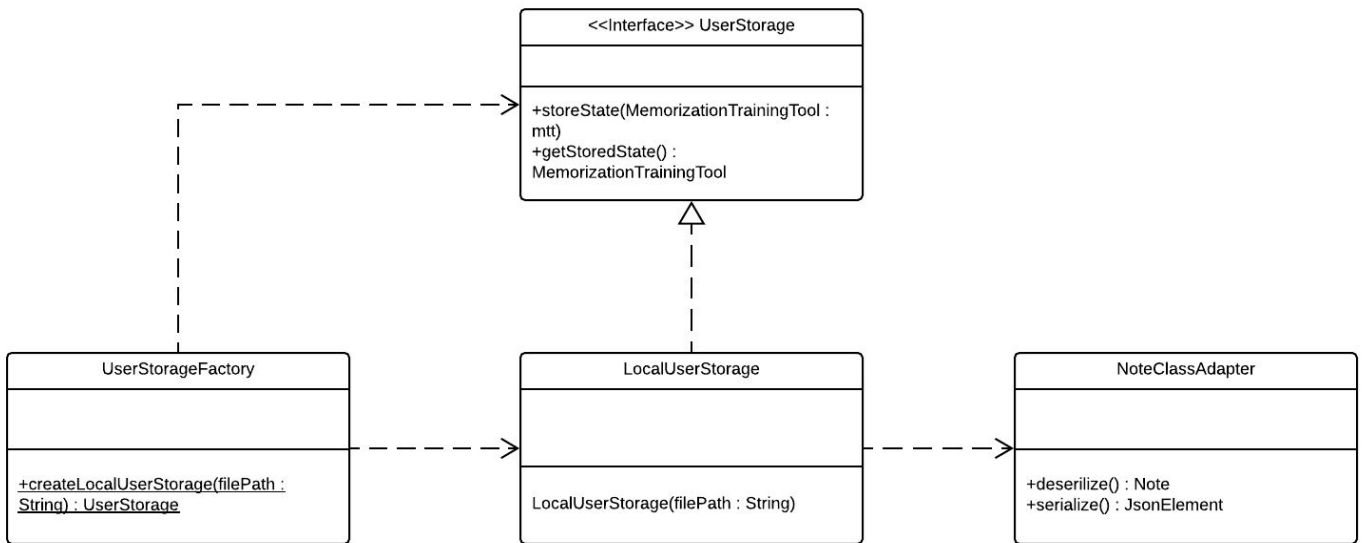 <<Interface>> UserStorage
+storeState(MemorizationTrainingTool :
mtt)
+getStoredState() :
MemorizationTrainingTool
UserStorageFactory
+createLocalUserStorage(filePath :
String) : UserStorage
LocalUserStorage
LocalUserStorage(filePath : String)
NoteClassAdapter
+deserilize() : Note
+serialize() : JsonElement